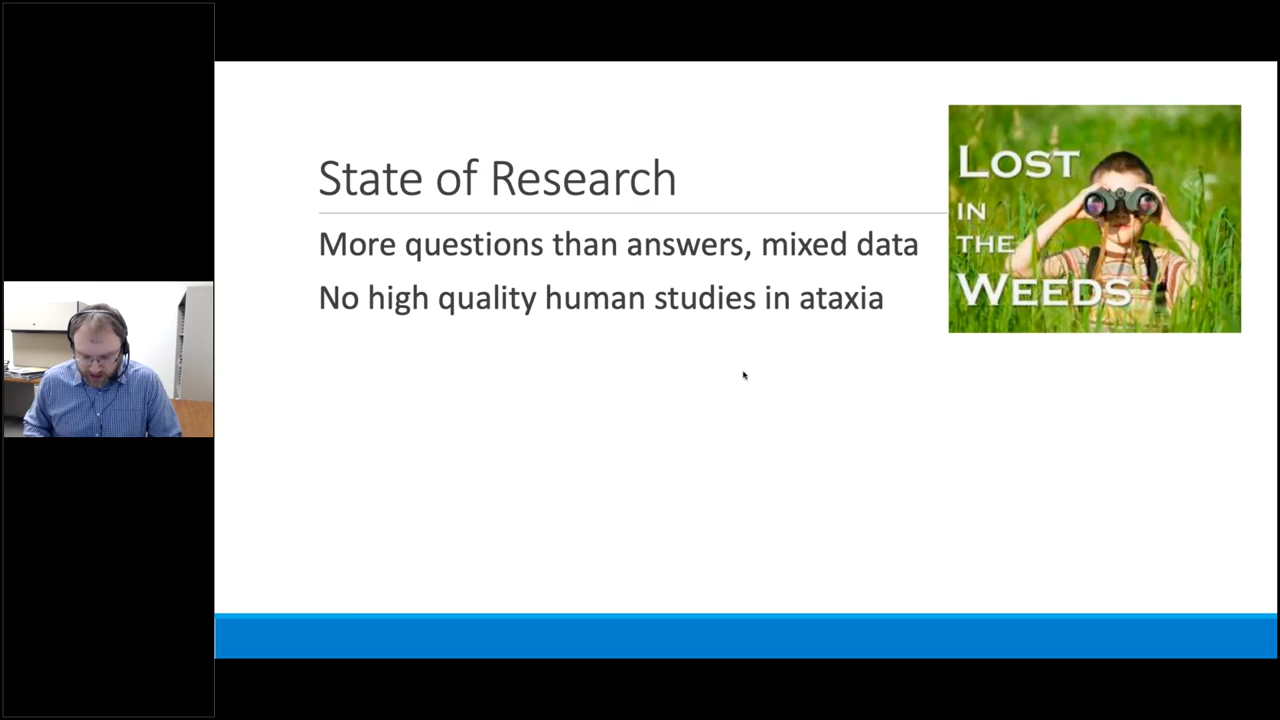 State of Research
More questions than answers, mixed data
No high quality human studies in ataxia
LOST
IN
THE
WEEDS